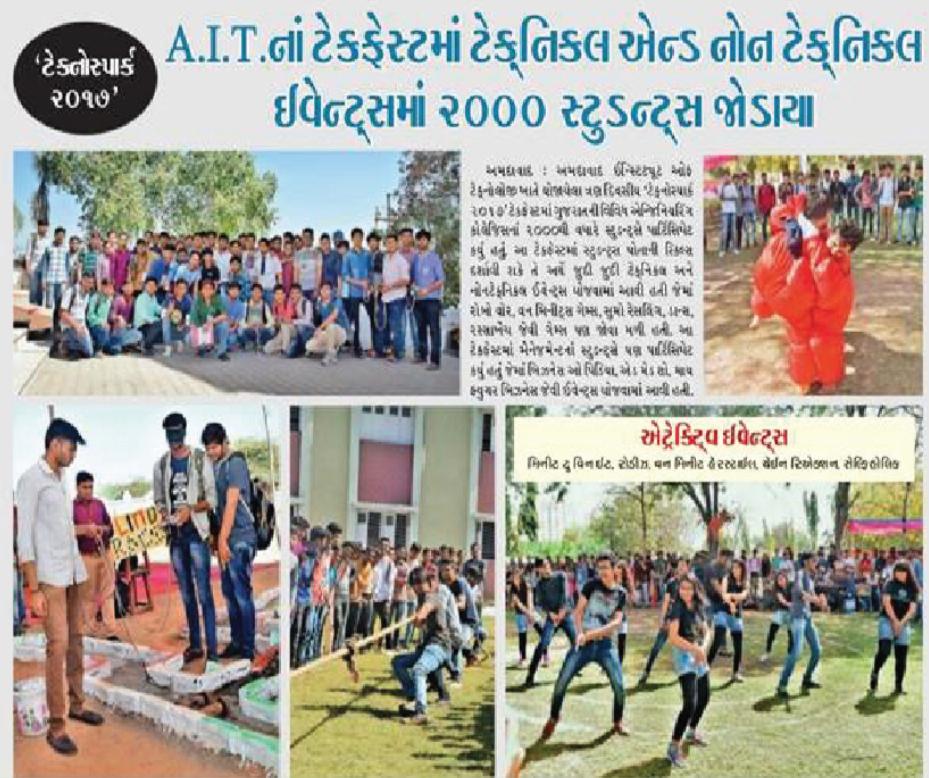 'ટેકનોસ્પાર્ક
૨૦૧૭'
A.I.T.નાં ટેકફેસ્ટમાં ટેક્નિકલ એન્ડ નોન ટેક્નિકલ
ઈવેન્ટ્સમાં ૨૦૦૦ સ્ટુડન્ટ્સ જોડાયા
અમદાવાદ : અમદાવાદ ઈન્સ્ટિટ્યૂટ ઓફ
ટેક્નોલોજી ખાતે યોજાયેલા ત્રણ દિવસીય 'ટેક્નોસ્પાર્ક
૨૦૧૭' ટેકફેસ્ટમાં ગુજરાતની વિવિધ એન્જિનિયરિંગ
કોલેજિસનાં ૨૦૦૦થી વધારે સ્ટુડન્ટ્સે પાર્ટિસિપેટ
કર્યું હતું. આ ટેકફેસ્ટમાં સ્ટુડન્ટ્સ પોતાની સ્કિલ્સ
દર્શાવી શકે તે અર્થે જુદી જુદી ટેક્નિકલ અને
નોનટેક્નિકલ ઈવેન્ટ્સ યોજવામાં આવી હતી જેમાં
રોબો વોર, વન મિનીટ્સ ગેમ્સ, સુમો રેસલિંગ, ડાન્સ,
રસ્સાખેંચ જેવી ગેમ્સ પણ જોવા મળી હતી. આ
ટેકફેસ્ટમાં મેનેજમેન્ટનાં સ્ટુડન્ટ્સે પણ પાર્ટિસિપેટ
કર્યું હતું જેમાં બિઝનેસ ઓ પિડિયા, એડ મેડ શો, માય
ફ્યુચર બિઝનેસ જેવી ઈવેન્ટ્સ યોજવામાં આવી હતી.
એટ્રેક્ટિવ ઈવેન્ટ્સ
મિનીટ ટુ વિન ઈટ, રોડીઝ, વન મિનીટ હેરસ્ટાઈલ, ચેઈન રિએક્શન,